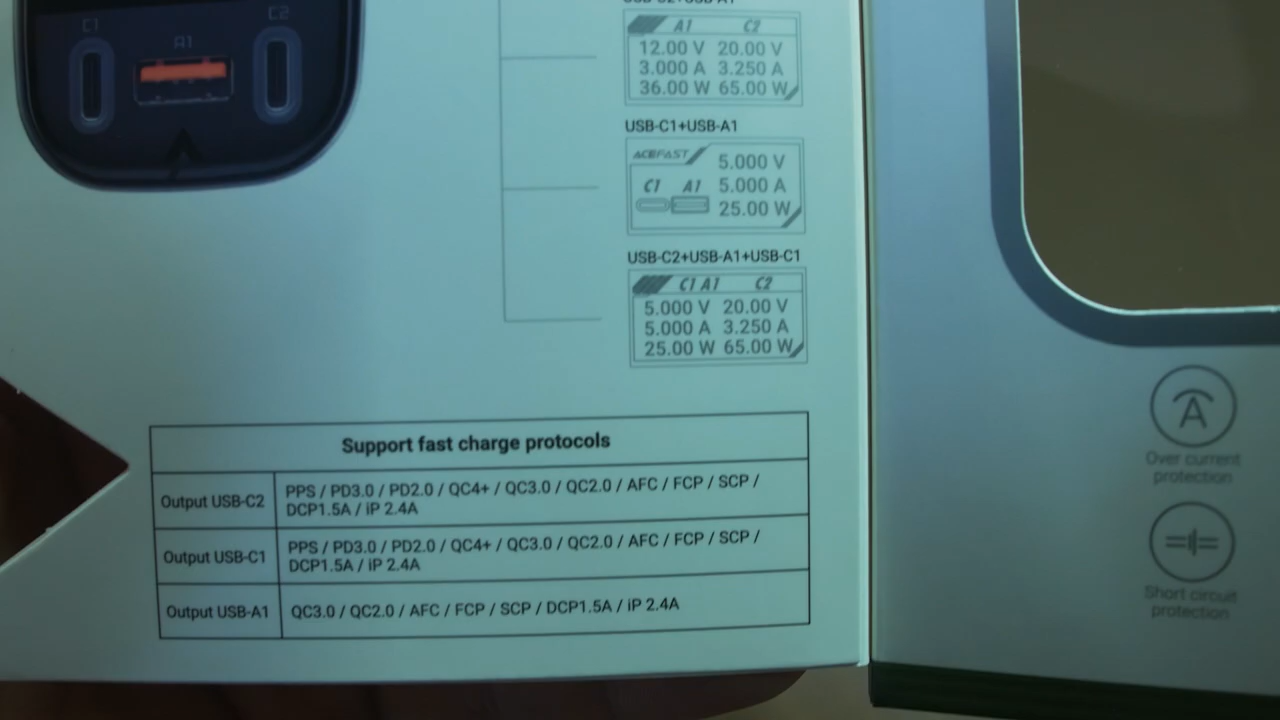 C1
C2
A1
USB-C2+USB-A1
A1 C2
12.00 V 20.00 V
3.000 A 3.250 A
36.00 W 65.00 W
USB-C1+USB-A1
ACEFAST
5.000 V
C1 A1 5.000 A
25.00 W
USB-C2+USB-A1+USB-C1
C1 A1 C2
5.000 V 20.00 V
5.000 A 3.250 A
25.00 W 65.00 W
Support fast charge protocols
Output USB-C2
PPS / PD3.0 / PD2.0 / QC4+ / QC3.0 / QC2.0 / AFC / FCP / SCP /
DCP1.5A / iP 2.4A
Output USB-C1
PPS / PD3.0 / PD2.0 / QC4+ / QC3.0 / QC2.0 / AFC / FCP / SCP /
DCP1.5A / iP 2.4A
Output USB-A1
QC3.0 / QC2.0 / AFC / FCP / SCP / DCP1.5A / iP 2.4A
A
Over current
protection
Short circuit
protection